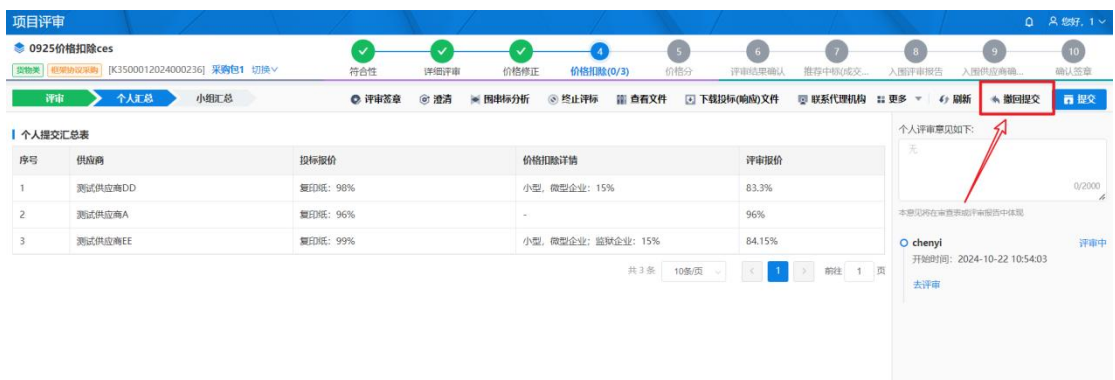 项目评审
您好，1
0925价格扣除ces
货物类 框架协议采购 [K3500012024000236] 采购包1 切换
符合性
详细评审
价格修正
4
价格扣除(0/3)
5
价格分
6
评审结果确认
7
推荐中标(成交...
8
入围评审报告
9
入围供应商确...
10
确认签章
评审 个人汇总 小组汇总
评审签章 澄清 围串标分析 终止评标 查看文件 下载投标(响应)文件 联系代理机构 更多 刷新 撤回提交 提交
个人提交汇总表
序号 供应商 投标报价 价格扣除详情 评审报价
1 测试供应商DD 复印纸：98% 小型，微型企业：15% 83.3%
2 测试供应商A 复印纸：96% - 96%
3 测试供应商EE 复印纸：99% 小型，微型企业；监狱企业：15% 84.15%
共 3 条 10条/页 1 前往 1 页
个人评审意见如下：
无
0/2000
本意见将在审查表或评审报告中体现
chenyi 评审中
开始时间：2024-10-22 10:54:03
去评审